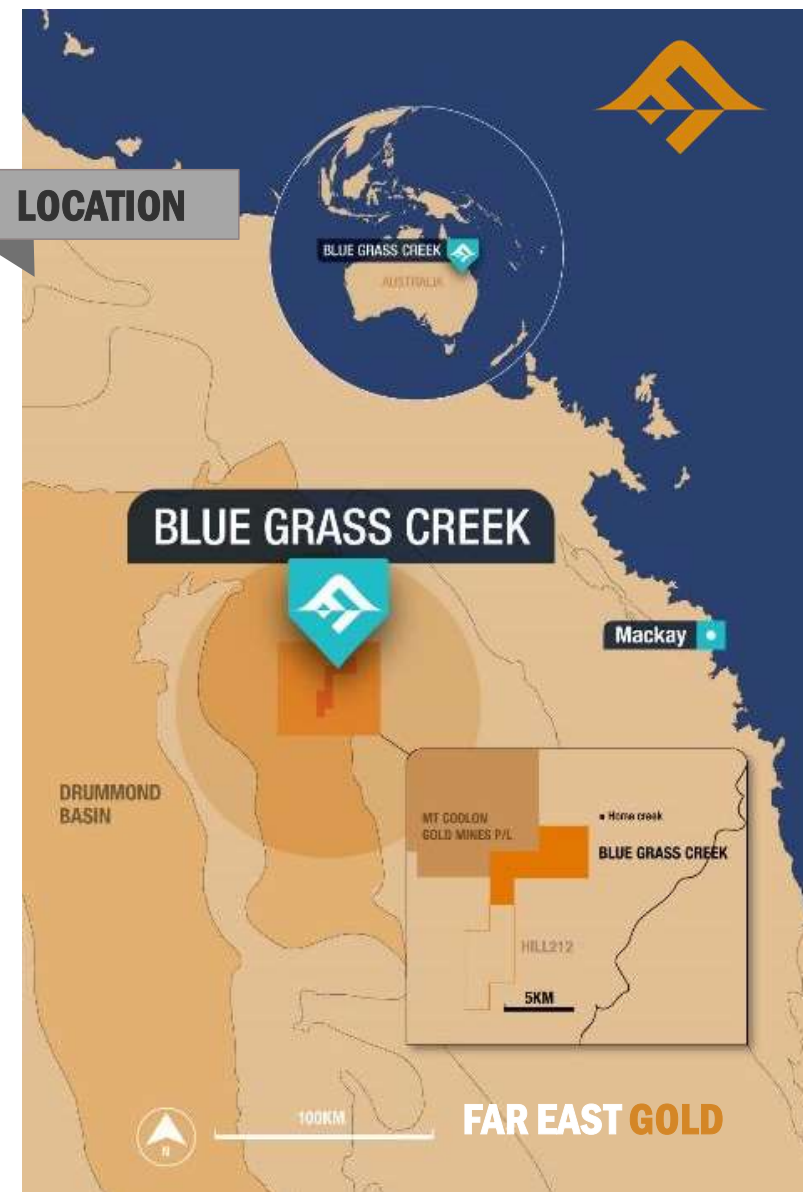 LOCATION
BLUE GRASS CREEK
AUSTRALIA
BLUE GRASS CREEK
Mackay
DRUMMOND
BASIN
MT COOLON
GOLD MINES P/L
Home creek
BLUE GRASS CREEK
HILL212
5KM
100KM
N
FAR EAST GOLD